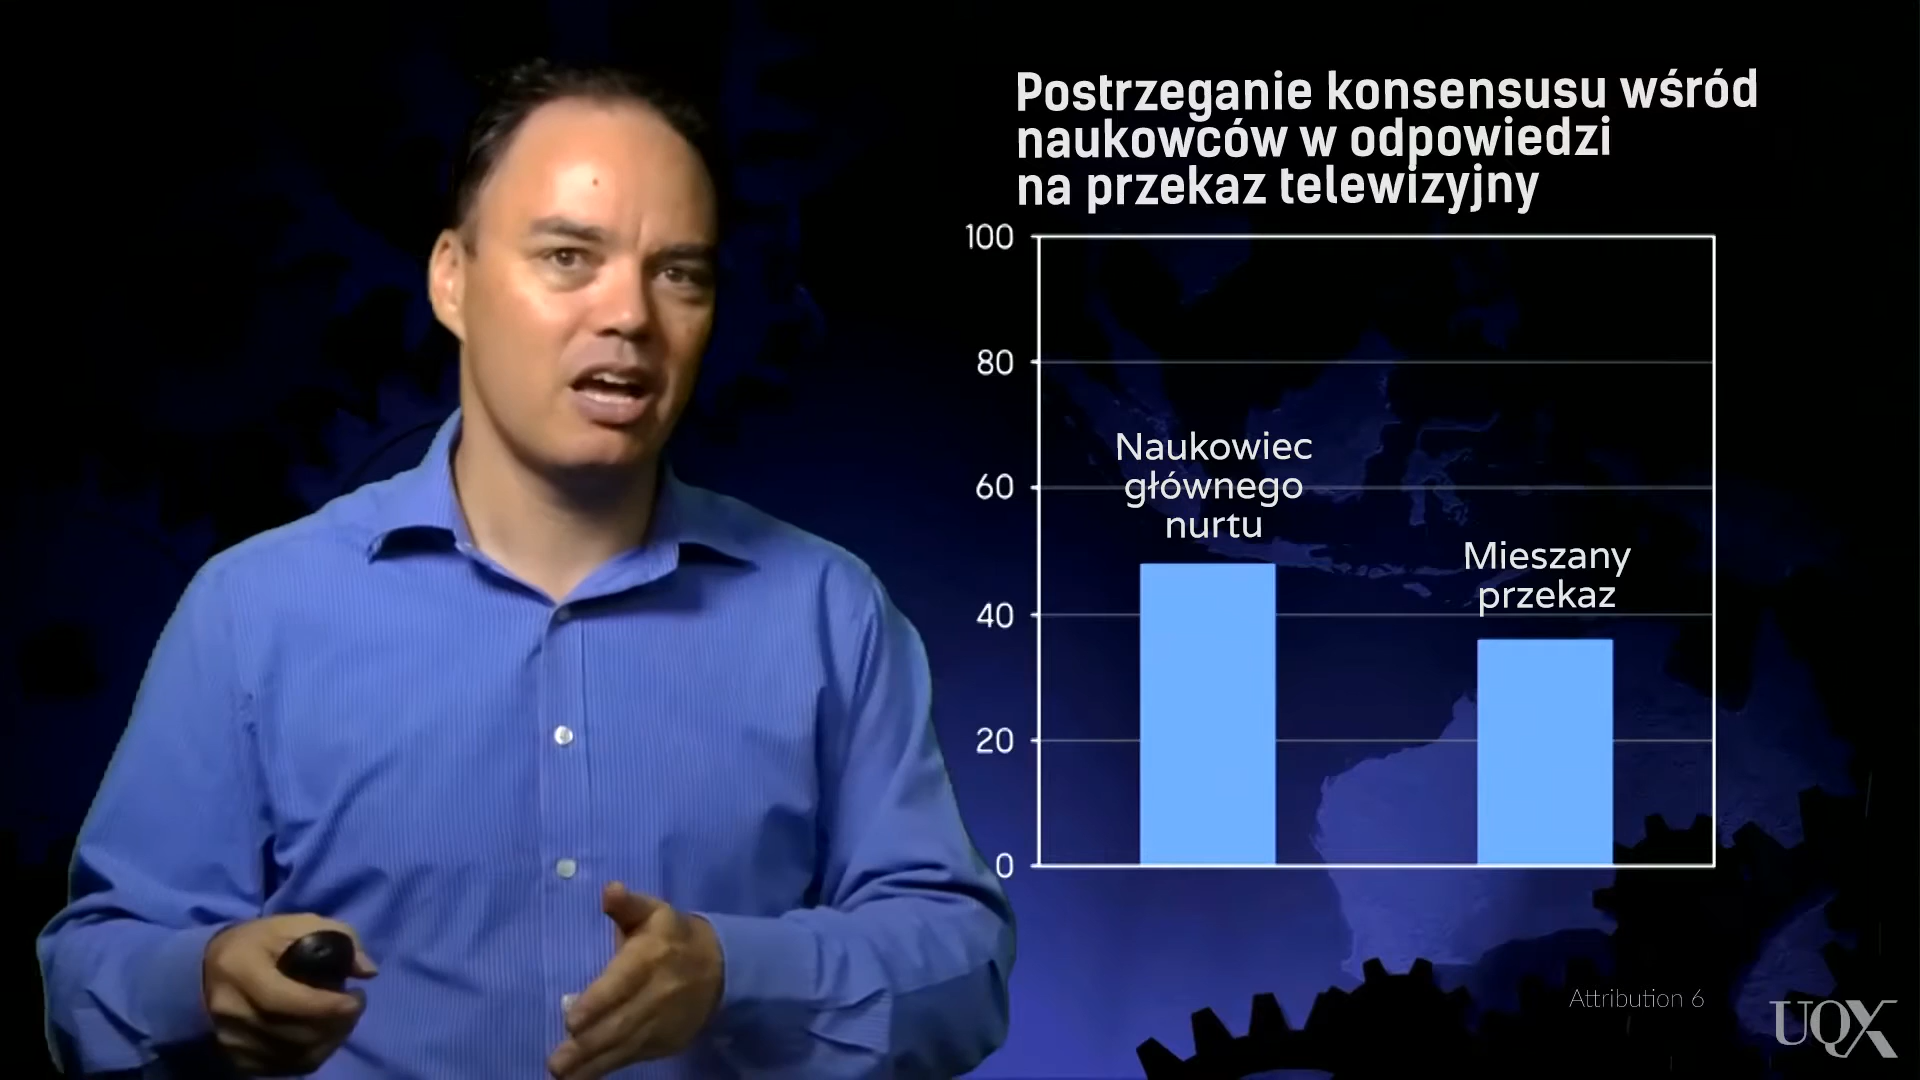 Postrzeganie konsensusu wśród
naukowców w odpowiedzi
na przekaz telewizyjny
100
80
60
40
20
0
Naukowiec
głównego
nurtu
Mieszany
przekaz
Attribution 6
UQX